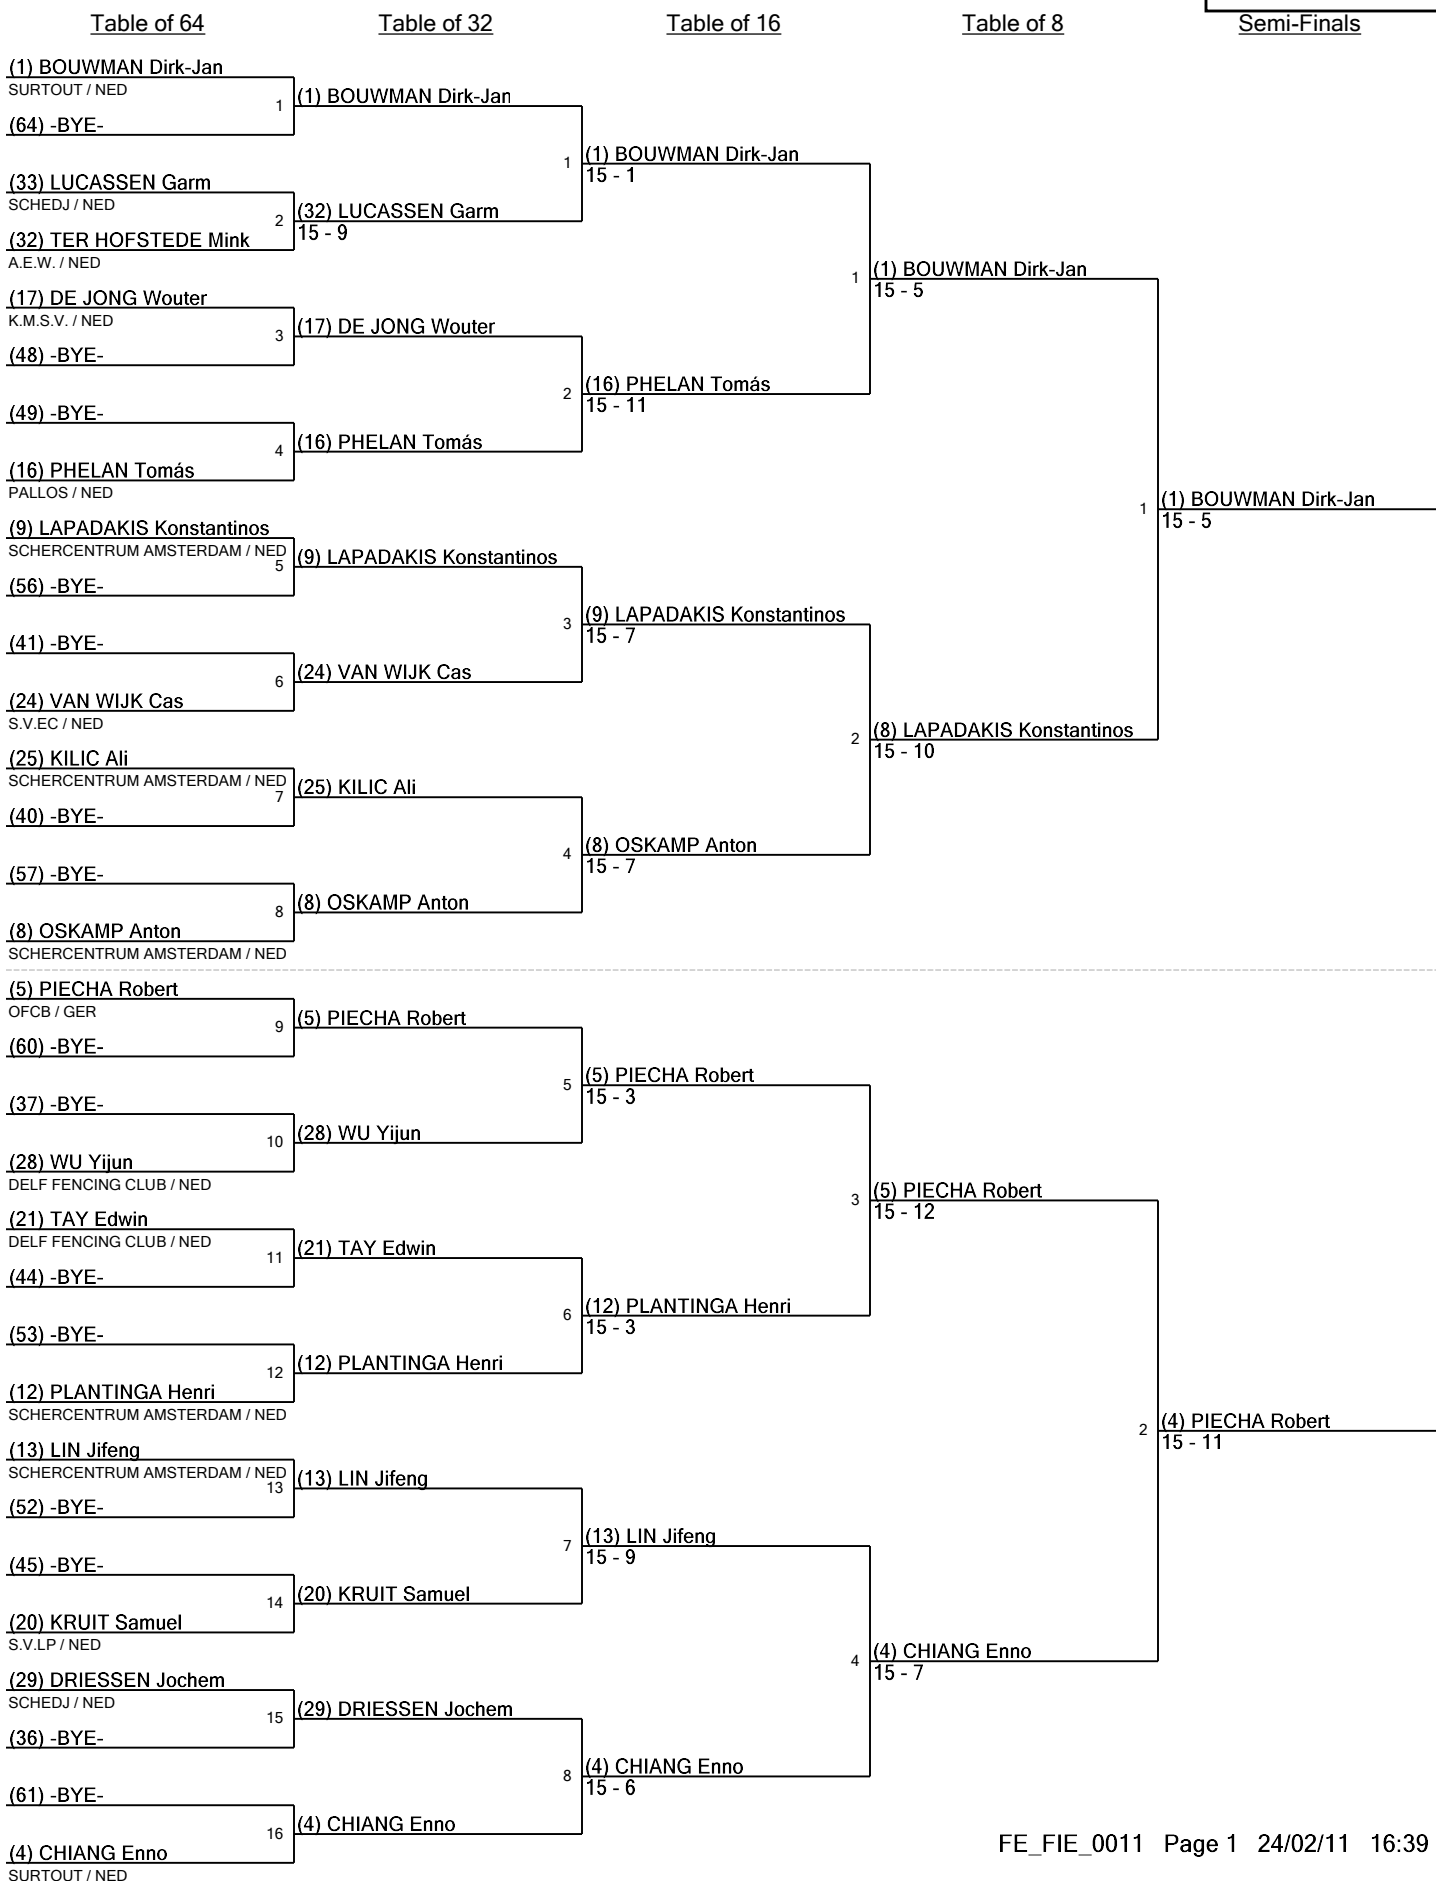 Table of 64
Table of 32
Table of 16
Table of 8
Semi-Finals
(1) BOUWMAN Dirk-Jan
SURTOUT / NED
1
(64) -BYE-
(33) LUCASSEN Garm
SCHEDJ / NED
2
(32) TER HOFSTEDE Mink
A.E.W. / NED
(17) DE JONG Wouter
K.M.S.V. / NED
3
(48) -BYE-
(49) -BYE-
4
(16) PHELAN Tomás
PALLOS / NED
(9) LAPADAKIS Konstantinos
SCHERCENTRUM AMSTERDAM / NED
5
(56) -BYE-
(41) -BYE-
6
(24) VAN WIJK Cas
S.V.EC / NED
(25) KILIC Ali
SCHERCENTRUM AMSTERDAM / NED
7
(40) -BYE-
(57) -BYE-
8
(8) OSKAMP Anton
SCHERCENTRUM AMSTERDAM / NED
(5) PIECHA Robert
OFCB / GER
9
(60) -BYE-
(37) -BYE-
10
(28) WU Yijun
DELF FENCING CLUB / NED
(21) TAY Edwin
DELF FENCING CLUB / NED
11
(44) -BYE-
(53) -BYE-
12
(12) PLANTINGA Henri
SCHERCENTRUM AMSTERDAM / NED
(13) LIN Jifeng
SCHERCENTRUM AMSTERDAM / NED
13
(52) -BYE-
(45) -BYE-
14
(20) KRUIT Samuel
S.V.LP / NED
(29) DRIESSEN Jochem
SCHEDJ / NED
15
(36) -BYE-
(61) -BYE-
16
(4) CHIANG Enno
SURTOUT / NED
(1) BOUWMAN Dirk-Jan
1
(32) LUCASSEN Garm
15 - 9
(17) DE JONG Wouter
2
(16) PHELAN Tomás
(9) LAPADAKIS Konstantinos
3
(24) VAN WIJK Cas
(25) KILIC Ali
4
(8) OSKAMP Anton
(5) PIECHA Robert
5
(28) WU Yijun
(21) TAY Edwin
6
(12) PLANTINGA Henri
(13) LIN Jifeng
7
(20) KRUIT Samuel
(29) DRIESSEN Jochem
8
(4) CHIANG Enno
(1) BOUWMAN Dirk-Jan
15 - 1
1
(16) PHELAN Tomás
15 - 11
(9) LAPADAKIS Konstantinos
15 - 7
2
(8) OSKAMP Anton
15 - 7
(5) PIECHA Robert
15 - 3
3
(12) PLANTINGA Henri
15 - 3
(13) LIN Jifeng
15 - 9
4
(4) CHIANG Enno
15 - 6
(1) BOUWMAN Dirk-Jan
15 - 5
1
(8) LAPADAKIS Konstantinos
15 - 10
(5) PIECHA Robert
15 - 12
2
(4) CHIANG Enno
15 - 7
(1) BOUWMAN Dirk-Jan
15 - 5
(4) PIECHA Robert
15 - 11
FE_FIE_0011 Page 1 24/02/11 16:39